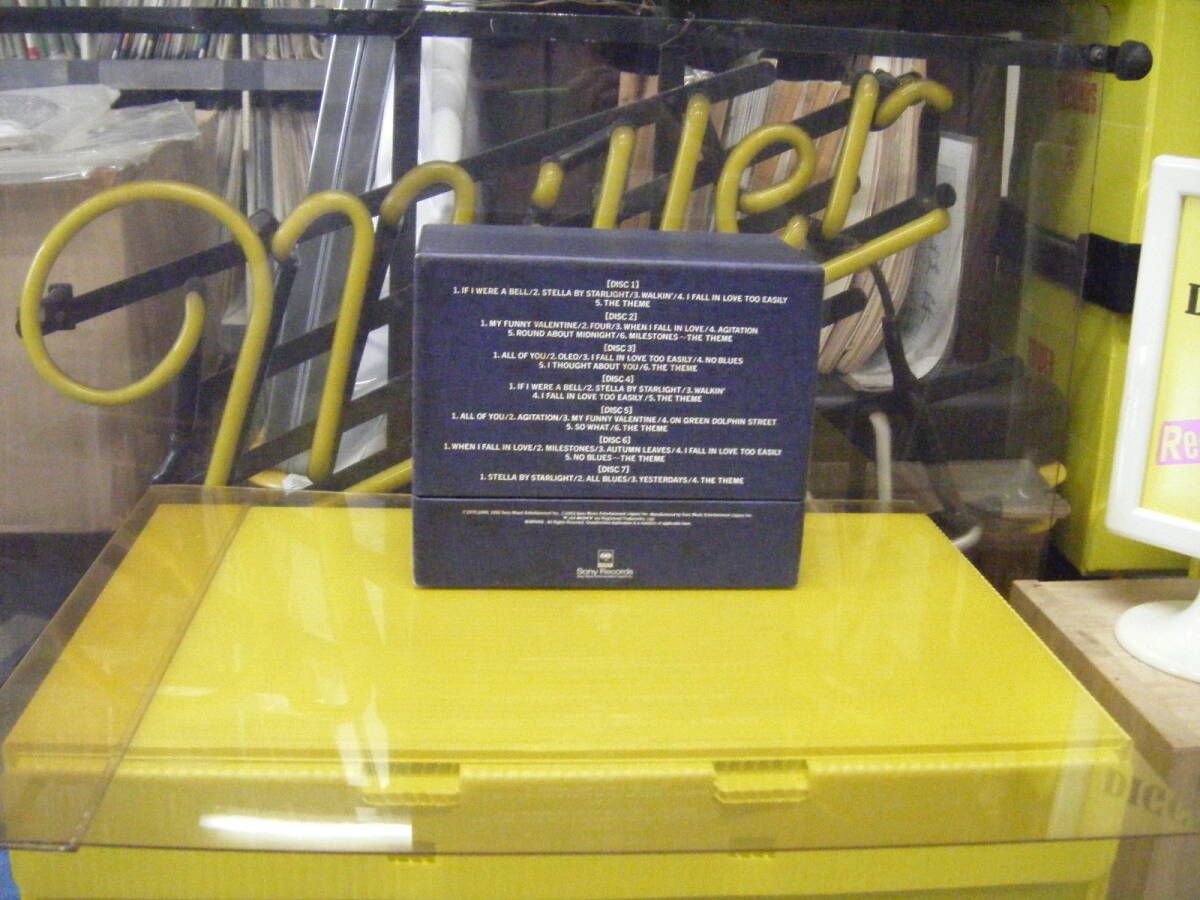 Miller
[DISC 1]
1. IF I WERE A BELL/2. STELLA BY STARLIGHT/3. WALKIN'/4. I FALL IN LOVE TOO EASILY
5. THE THEME
[DISC 2]
1. MY FUNNY VALENTINE/2. FOUR/3. WHEN I FALL IN LOVE/4. AGITATION
5. ROUND ABOUT MIDNIGHT/6. MILESTONES~THE THEME
[DISC 3]
1. ALL OF YOU/2. OLEO/3. I FALL IN LOVE TOO EASILY/4. NO BLUES
5. I THOUGHT ABOUT YOU/6. THE THEME
[DISC 4]
1. IF I WERE A BELL/2. STELLA BY STARLIGHT/3. WALKIN'
4. I FALL IN LOVE TOO EASILY/5. THE THEME
[DISC 5]
1. ALL OF YOU/2. AGITATION/3. MY FUNNY VALENTINE/4. ON GREEN DOLPHIN STREET
5. SO WHAT/6. THE THEME
[DISC 6]
1. WHEN I FALL IN LOVE/2. MILESTONES/3. AUTUMN LEAVES/4. I FALL IN LOVE TOO EASILY
5. NO BLUES~THE THEME
[DISC 7]
1. STELLA BY STARLIGHT/2. ALL BLUES/3. YESTERDAYS/4. THE THEME
Sony Records
Re